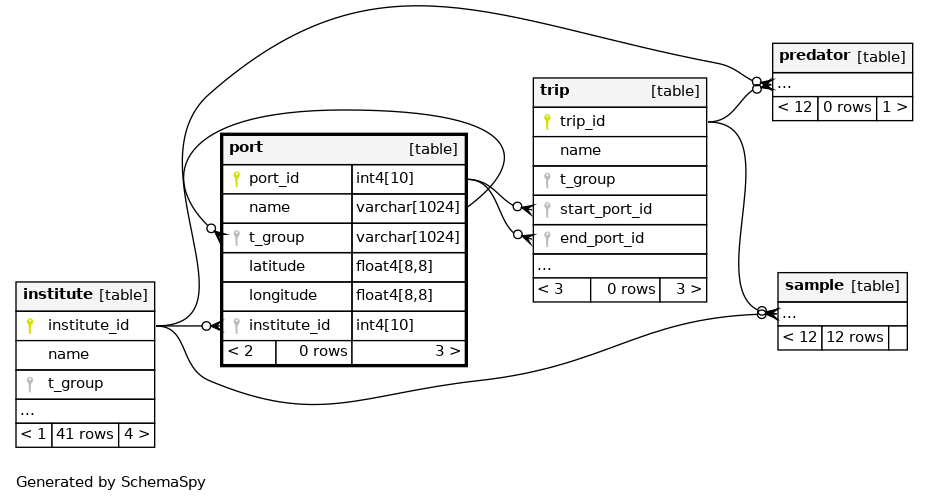 predator [table]
...
< 12 0 rows 1 >
trip [table]
trip_id
name
t_group
start_port_id
end_port_id
...
< 3 0 rows 3 >
port [table]
port_id int4[10]
name varchar[1024]
t_group varchar[1024]
latitude float4[8,8]
longitude float4[8,8]
institute_id int4[10]
< 2 0 rows 3 >
sample [table]
...
< 12 12 rows
institute [table]
institute_id
name
t_group
...
< 1 41 rows 4 >
Generated by SchemaSpy